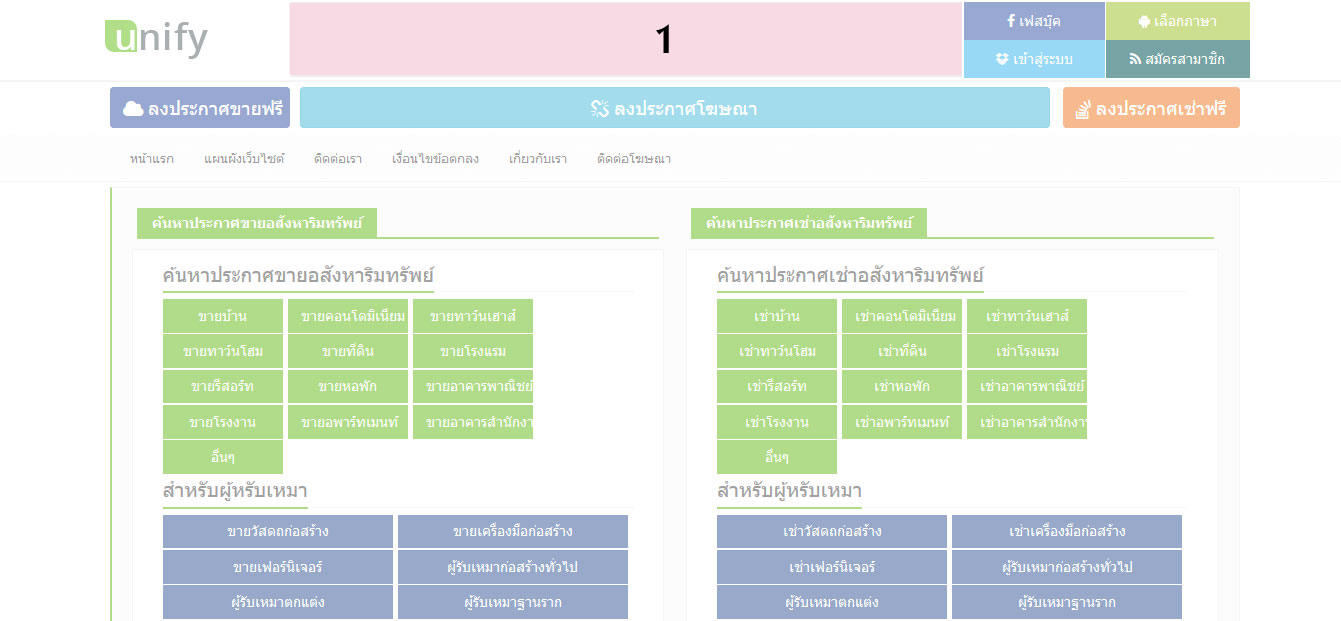 unify
1
เฟสบุ๊ค
เลือกภาษา
เข้าสู่ระบบ
สมัครสามาชิก
ลงประกาศขายฟรี
ลงประกาศโฆษณา
ลงประกาศเช่าฟรี
หน้าแรก แผนผังเว็บไซต์ ติดต่อเรา เงื่อนไขข้อตกลง เกี่ยวกับเรา ติดต่อโฆษณา
ค้นหาประกาศขายอสังหาริมทรัพย์
ค้นหาประกาศขายอสังหาริมทรัพย์
ขายบ้าน ขายคอนโดมิเนียม ขายทาว์นเฮาส์
ขายทาว์นโฮม ขายที่ดิน ขายโรงแรม
ขายรีสอร์ท ขายหอพัก ขายอาคารพาณิชย์
ขายโรงงาน ขายอพาร์ทเมนท์ ขายอาคารสำนักงา
อื่นๆ
สำหรับผู้หรับเหมา
ขายวัสดถก่อสร้าง ขายเครื่องมือก่อสร้าง
ขายเฟอร์นิเจอร์ ผู้รับเหมาก่อสร้างทั่วไป
ผู้รับเหมาตกแต่ง ผู้รับเหมาฐานราก
ค้นหาประกาศเช่าอสังหาริมทรัพย์
ค้นหาประกาศเช่าอสังหาริมทรัพย์
เช่าบ้าน เช่าคอนโดมิเนียม เช่าทาว์นเฮาส์
เช่าทาว์นโฮม เช่าที่ดิน เช่าโรงแรม
เช่ารีสอร์ท เช่าหอพัก เช่าอาคารพาณิชย์
เช่าโรงงาน เช่าอพาร์ทเมนท์ เช่าอาคารสำนักงา
อื่นๆ
สำหรับผู้หรับเหมา
เช่าวัสดถก่อสร้าง เช่าเครื่องมือก่อสร้าง
เช่าเฟอร์นิเจอร์ ผู้รับเหมาก่อสร้างทั่วไป
ผู้รับเหมาตกแต่ง ผู้รับเหมาฐานราก